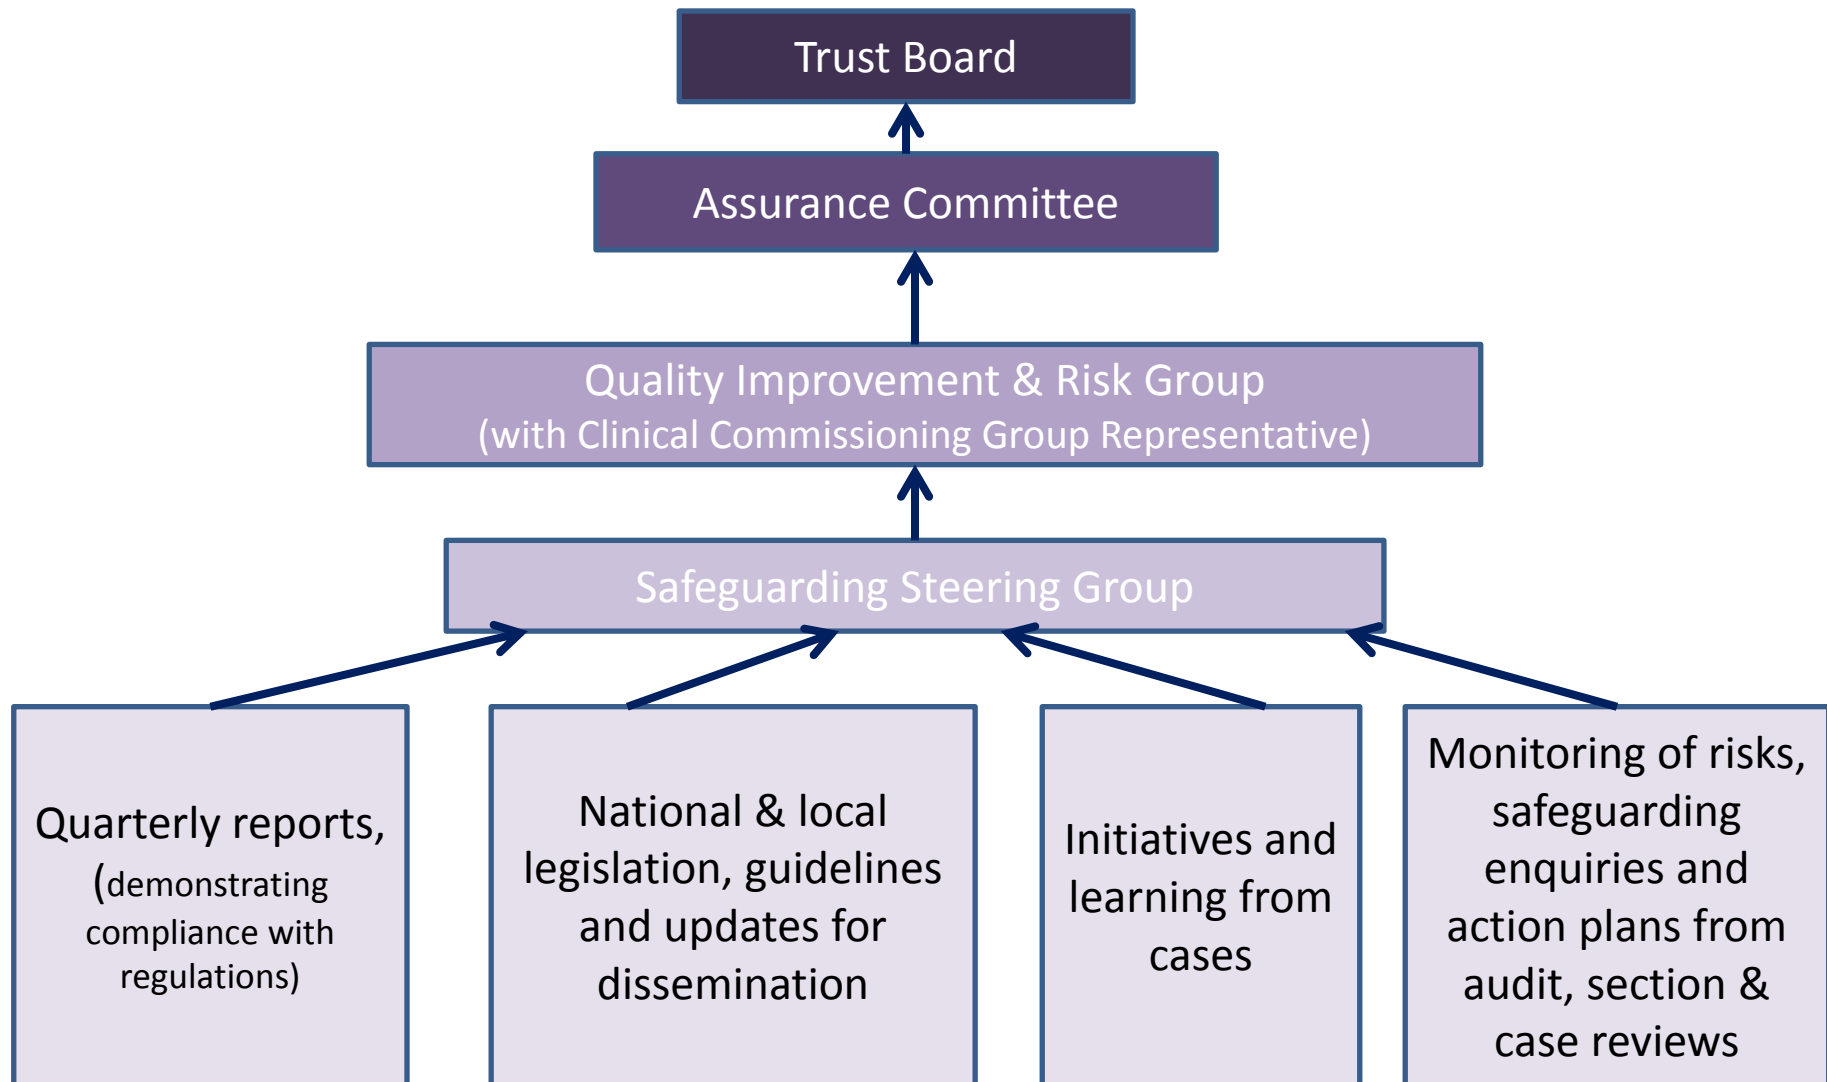 Trust Board
Assurance Committee
Quality Improvement & Risk Group
(with Clinical Commissioning Group Representative)
Safeguarding Steering Group
Quarterly reports,
(demonstrating
compliance with
regulations)
National & local
legislation, guidelines
and updates for
dissemination
Initiatives and
learning from
cases
Monitoring of risks,
safeguarding
enquiries and
action plans from
audit, section &
case reviews